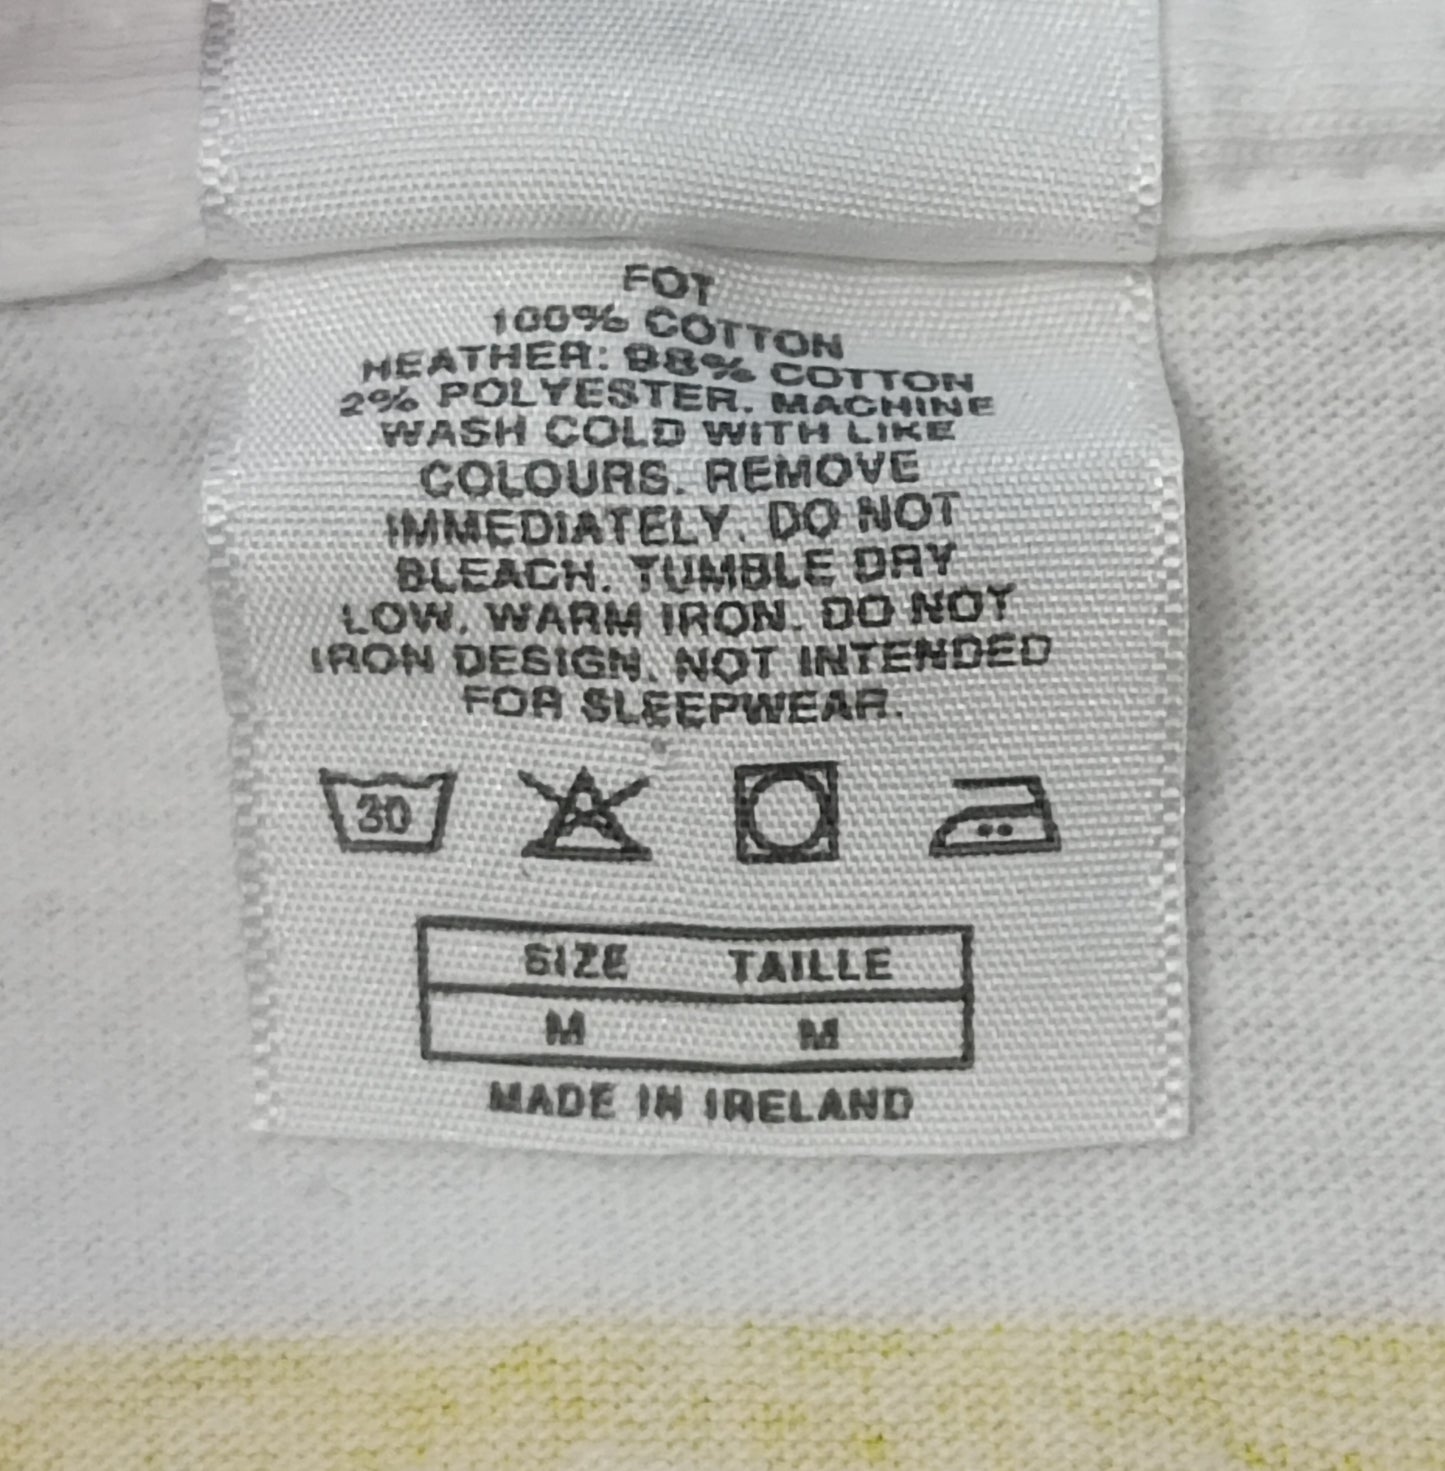 FOT
100% COTTON
HEATHER: 98% COTTON
2% POLYESTER. MACHINE
WASH COLD WITH LIKE
COLOURS. REMOVE
IMMEDIATELY. DO NOT
BLEACH. TUMBLE DRY
LOW. WARM IRON. DO NOT
IRON DESIGN. NOT INTENDED
FOR SLEEPWEAR.
30
SIZE TAILLE
M M
MADE IN IRELAND